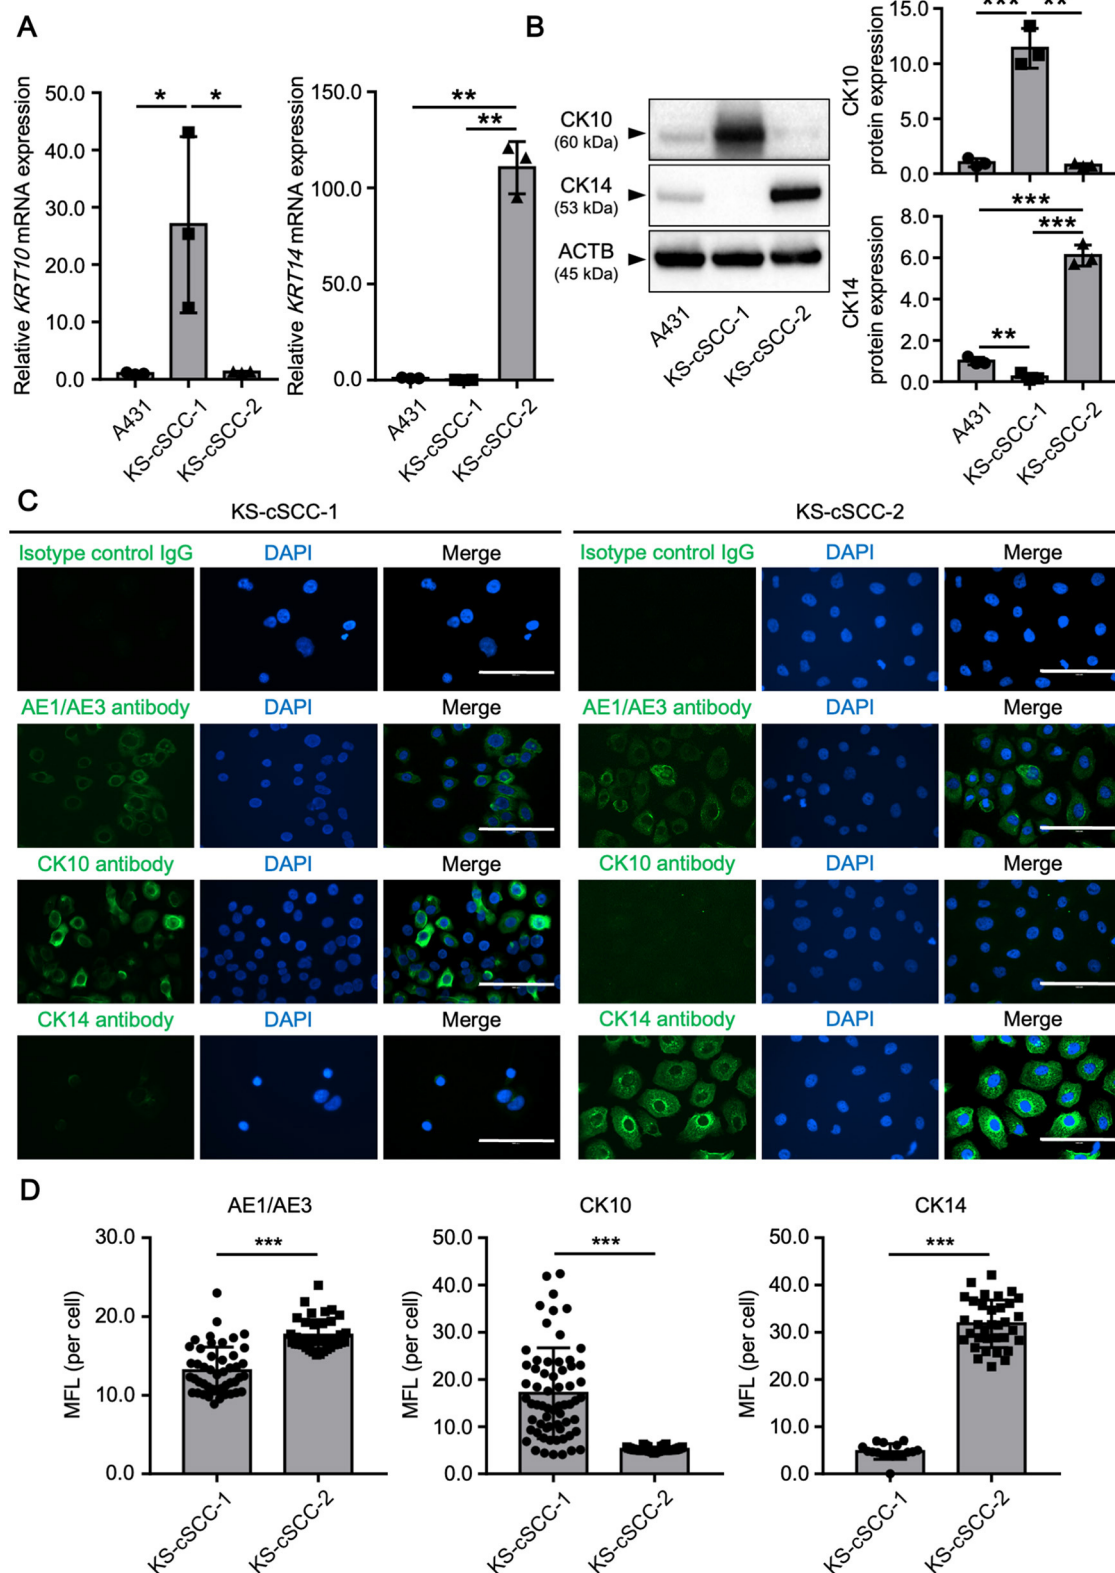 A
Relative KRT10 mRNA expression
50.0
40.0
30.0
20.0
10.0
0.0
* *
A431
KS-cSCC-1
KS-cSCC-2
Relative KRT14 mRNA expression
150.0
100.0
50.0
0.0
**
**
A431
KS-cSCC-1
KS-cSCC-2
B
CK10
(60 kDa)
CK14
(53 kDa)
ACTB
(45 kDa)
A431
KS-cSCC-1
KS-cSCC-2
CK10
protein expression
15.0
10.0
5.0
0.0
*** **
CK14
protein expression
8.0
6.0
4.0
2.0
0.0
***
***
**
A431
KS-cSCC-1
KS-cSCC-2
C
KS-cSCC-1
Isotype control IgG DAPI Merge
AE1/AE3 antibody DAPI Merge
CK10 antibody DAPI Merge
CK14 antibody DAPI Merge
KS-cSCC-2
Isotype control IgG DAPI Merge
AE1/AE3 antibody DAPI Merge
CK10 antibody DAPI Merge
CK14 antibody DAPI Merge
D
AE1/AE3
MFL (per cell)
30.0
20.0
10.0
0.0
***
KS-cSCC-1
KS-cSCC-2
CK10
MFL (per cell)
50.0
40.0
30.0
20.0
10.0
0.0
***
KS-cSCC-1
KS-cSCC-2
CK14
MFL (per cell)
50.0
40.0
30.0
20.0
10.0
0.0
***
KS-cSCC-1
KS-cSCC-2